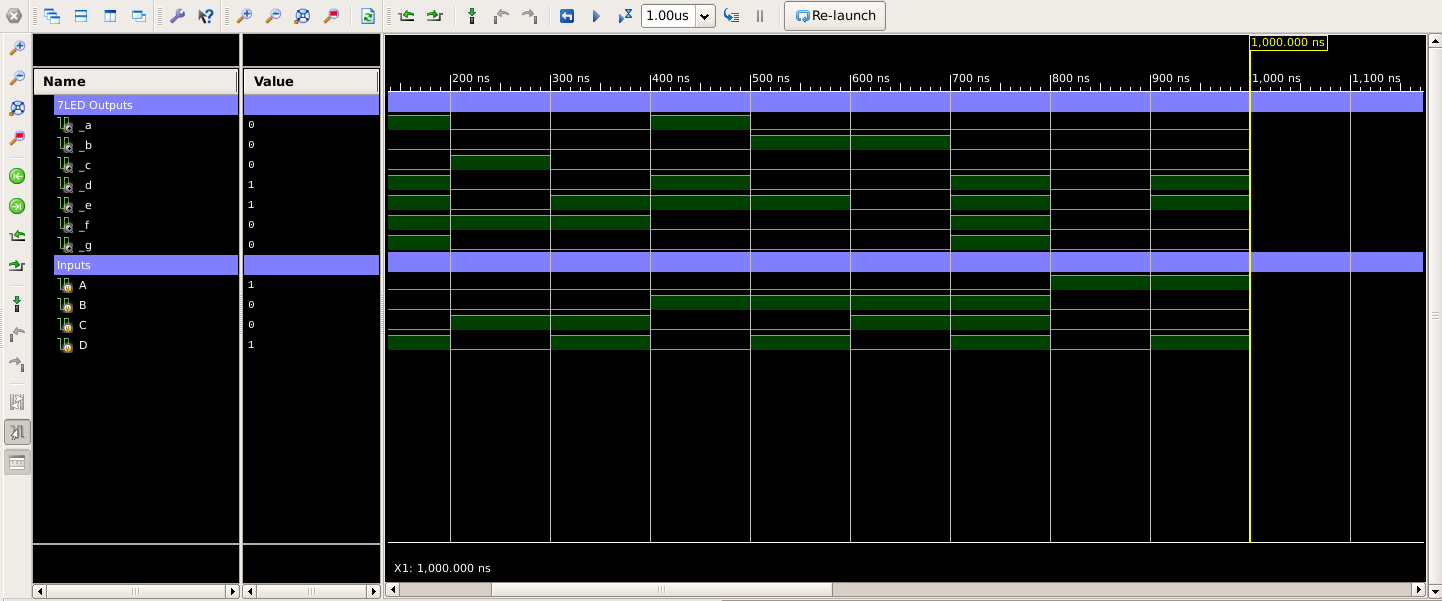 1.00us Re-launch
1,000.000 ns
Name Value
200 ns 300 ns 400 ns 500 ns 600 ns 700 ns 800 ns 900 ns 1,000 ns 1,100 ns
7LED Outputs
_a 0
_b 0
_c 0
_d 1
_e 1
_f 0
_g 0
Inputs
A 1
B 0
C 0
D 1
X1: 1,000.000 ns